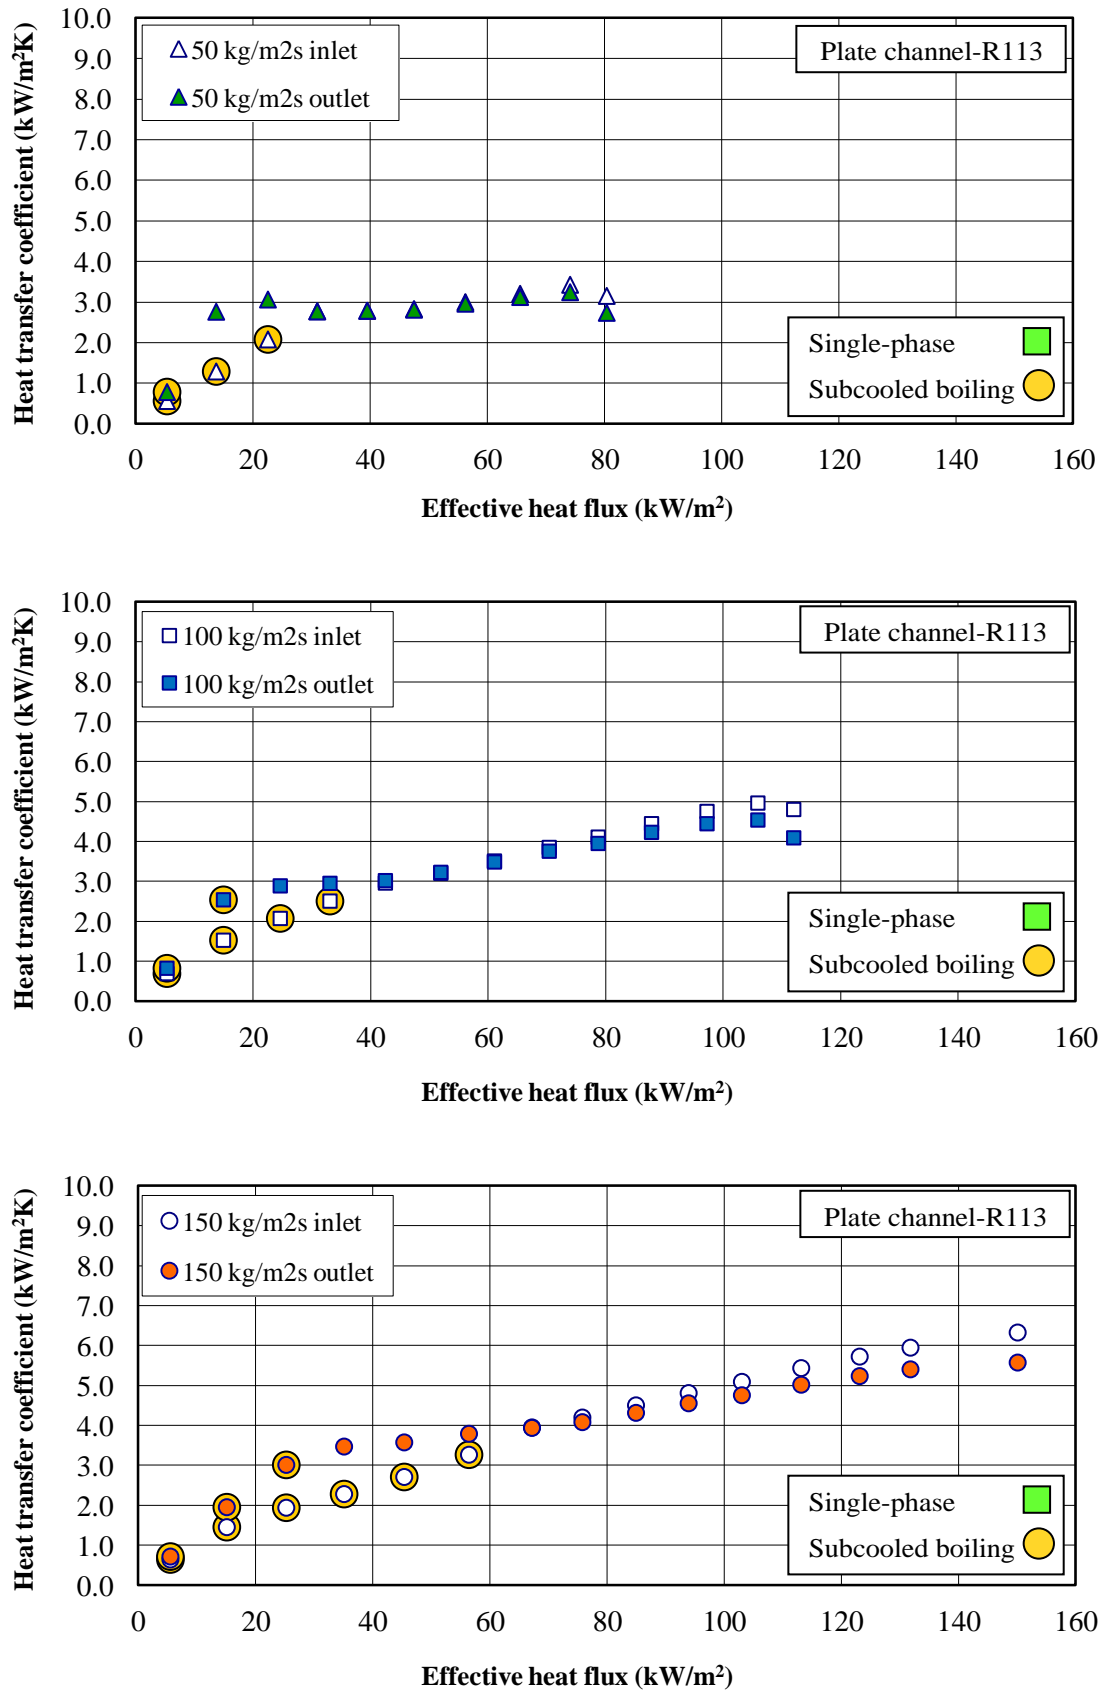 Heat transfer coefficient (kW/m²K)
10.0
9.0
8.0
7.0
6.0
5.0
4.0
3.0
2.0
1.0
0.0
50 kg/m2s inlet
50 kg/m2s outlet
Plate channel-R113
Single-phase
Subcooled boiling
0 20 40 60 80 100 120 140 160
Effective heat flux (kW/m²)
Heat transfer coefficient (kW/m²K)
10.0
9.0
8.0
7.0
6.0
5.0
4.0
3.0
2.0
1.0
0.0
100 kg/m2s inlet
100 kg/m2s outlet
Plate channel-R113
Single-phase
Subcooled boiling
0 20 40 60 80 100 120 140 160
Effective heat flux (kW/m²)
Heat transfer coefficient (kW/m²K)
10.0
9.0
8.0
7.0
6.0
5.0
4.0
3.0
2.0
1.0
0.0
150 kg/m2s inlet
150 kg/m2s outlet
Plate channel-R113
Single-phase
Subcooled boiling
0 20 40 60 80 100 120 140 160
Effective heat flux (kW/m²)